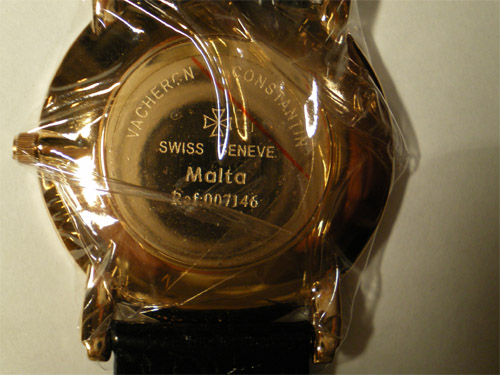 VACHERON CONSTANTIN
SWISS GENEVE
Malta
Ref:007146